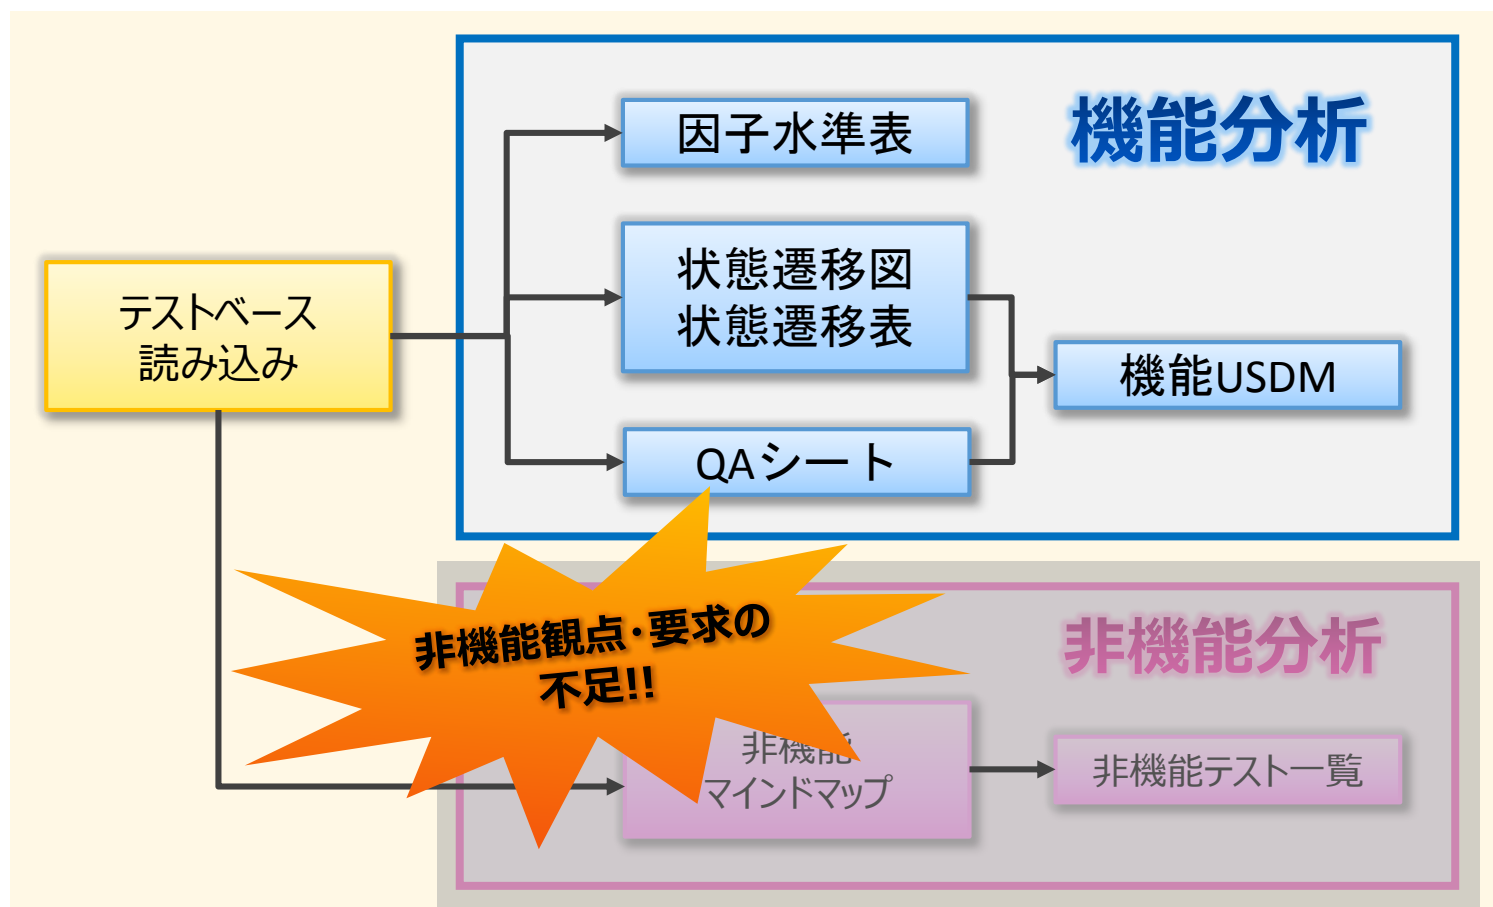 機能分析
因子水準表
状態遷移図
状態遷移表
テストベース
読み込み
機能USDM
QAシート
非機能観点･要求の
不足!!
非機能分析
非機能
マインドマップ
非機能テスト一覧